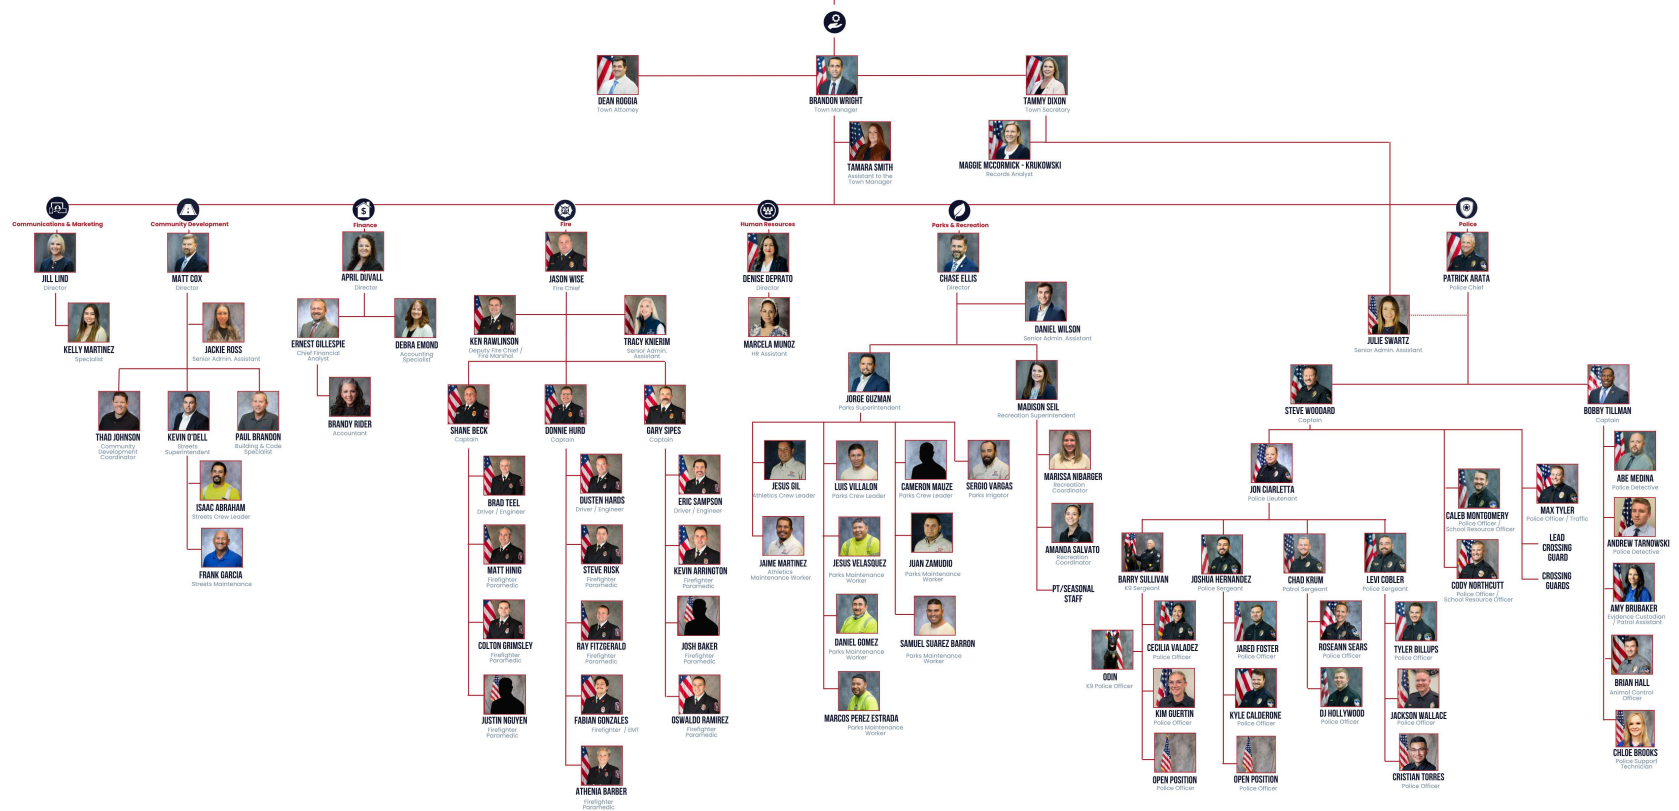 DEAN ROGGIA
Town Attorney
BRANDON WRIGHT
Town Manager
TAMMY DIXON
Town Secretary
TAMARA SMITH
Assistant to the
Town Manager
MAGGIE MCCORMICK - KRUKOWSKI
Records Analyst
Communications & Marketing
JILL LIND
Director
KELLY MARTINEZ
Specialist
Community Development
MATT COX
Director
JACKIE ROSS
Senior Admin. Assistant
THAD JOHNSON
Community
Development
Coordinator
KEVIN O'DELL
Streets
Superintendent
PAUL BRANDON
Building & Code
Specialist
ISAAC ABRAHAM
Streets Crew Leader
FRANK GARCIA
Streets Maintenance
Finance
APRIL DUVALL
Director
ERNEST GILLESPIE
Chief Financial
Analyst
DEBRA EMOND
Accounting
Specialist
BRANDY RIDER
Accountant
Fire
JASON WISE
Fire Chief
KEN RAWLINSON
Deputy Fire Chief /
Fire Marshal
TRACY KNIERIM
Senior Admin.
Assistant
SHANE BECK
Captain
DONNIE HURD
Captain
GARY SIPES
Captain
BRAD TEEL
Driver / Engineer
MATT HINIG
Firefighter
Paramedic
COLTON GRIMSLEY
Firefighter
Paramedic
JUSTIN NGUYEN
Firefighter
Paramedic
DUSTEN HARDS
Driver / Engineer
STEVE RUSK
Firefighter
Paramedic
RAY FITZGERALD
Firefighter
Paramedic
FABIAN GONZALES
Firefighter / EMT
ATHENIA BARBER
Firefighter
Paramedic
ERIC SAMPSON
Driver / Engineer
KEVIN ARRINGTON
Firefighter
Paramedic
JOSH BAKER
Firefighter
Paramedic
OSWALDO RAMIREZ
Firefighter
Paramedic
Human Resources
DENISE DEPRATO
Director
MARCELA MUNOZ
HR Assistant
Parks & Recreation
CHASE ELLIS
Director
DANIEL WILSON
Senior Admin. Assistant
JORGE GUZMAN
Parks Superintendent
MADISON SEIL
Recreation Superintendent
JESUS GIL
Athletics Crew Leader
JAIME MARTINEZ
Athletics
Maintenance Worker
LUIS VILLALON
Parks Crew Leader
JESUS VELASQUEZ
Parks Maintenance
Worker
DANIEL GOMEZ
Parks Maintenance
Worker
MARCOS PEREZ ESTRADA
Parks Maintenance
Worker
CAMERON MAUZE
Parks Crew Leader
JUAN ZAMUDIO
Parks Maintenance
Worker
SAMUEL SUAREZ BARRON
Parks Maintenance
Worker
SERGIO VARGAS
Parks Irrigator
MARISSA NIBARGER
Recreation
Coordinator
AMANDA SALVATO
Recreation
Coordinator
PT/SEASONAL
STAFF
Police
PATRICK ARATA
Police Chief
JULIE SWARTZ
Senior Admin. Assistant
STEVE WOODARD
Captain
BOBBY TILLMAN
Captain
JON CIARLETTA
Police Lieutenant
CALEB MONTGOMERY
Police Officer /
School Resource Officer
CODY NORTHCUTT
Police Officer /
School Resource Officer
MAX TYLER
Police Officer / Traffic
LEAD
CROSSING
GUARD
CROSSING
GUARDS
BARRY SULLIVAN
K9 Sergeant
ODIN
K9 Police Officer
CECILIA VALADEZ
Police Officer
KIM GUERTIN
Police Officer
OPEN POSITION
Police Officer
JOSHUA HERNANDEZ
Police Sergeant
JARED FOSTER
Police Officer
KYLE CALDERONE
Police Officer
OPEN POSITION
Police Officer
CHAD KRUM
Patrol Sergeant
ROSEANN SEARS
Police Officer
DJ HOLLYWOOD
Police Officer
LEVI COBLER
Police Sergeant
TYLER BILLUPS
Police Officer
JACKSON WALLACE
Police Officer
CRISTIAN TORRES
Police Officer
ABE MEDINA
Police Detective
ANDREW TARNOWSKI
Police Detective
AMY BRUBAKER
Evidence Custodian
/ Patrol Assistant
BRIAN HALL
Animal Control
Officer
CHLOE BROOKS
Police Support
Technician